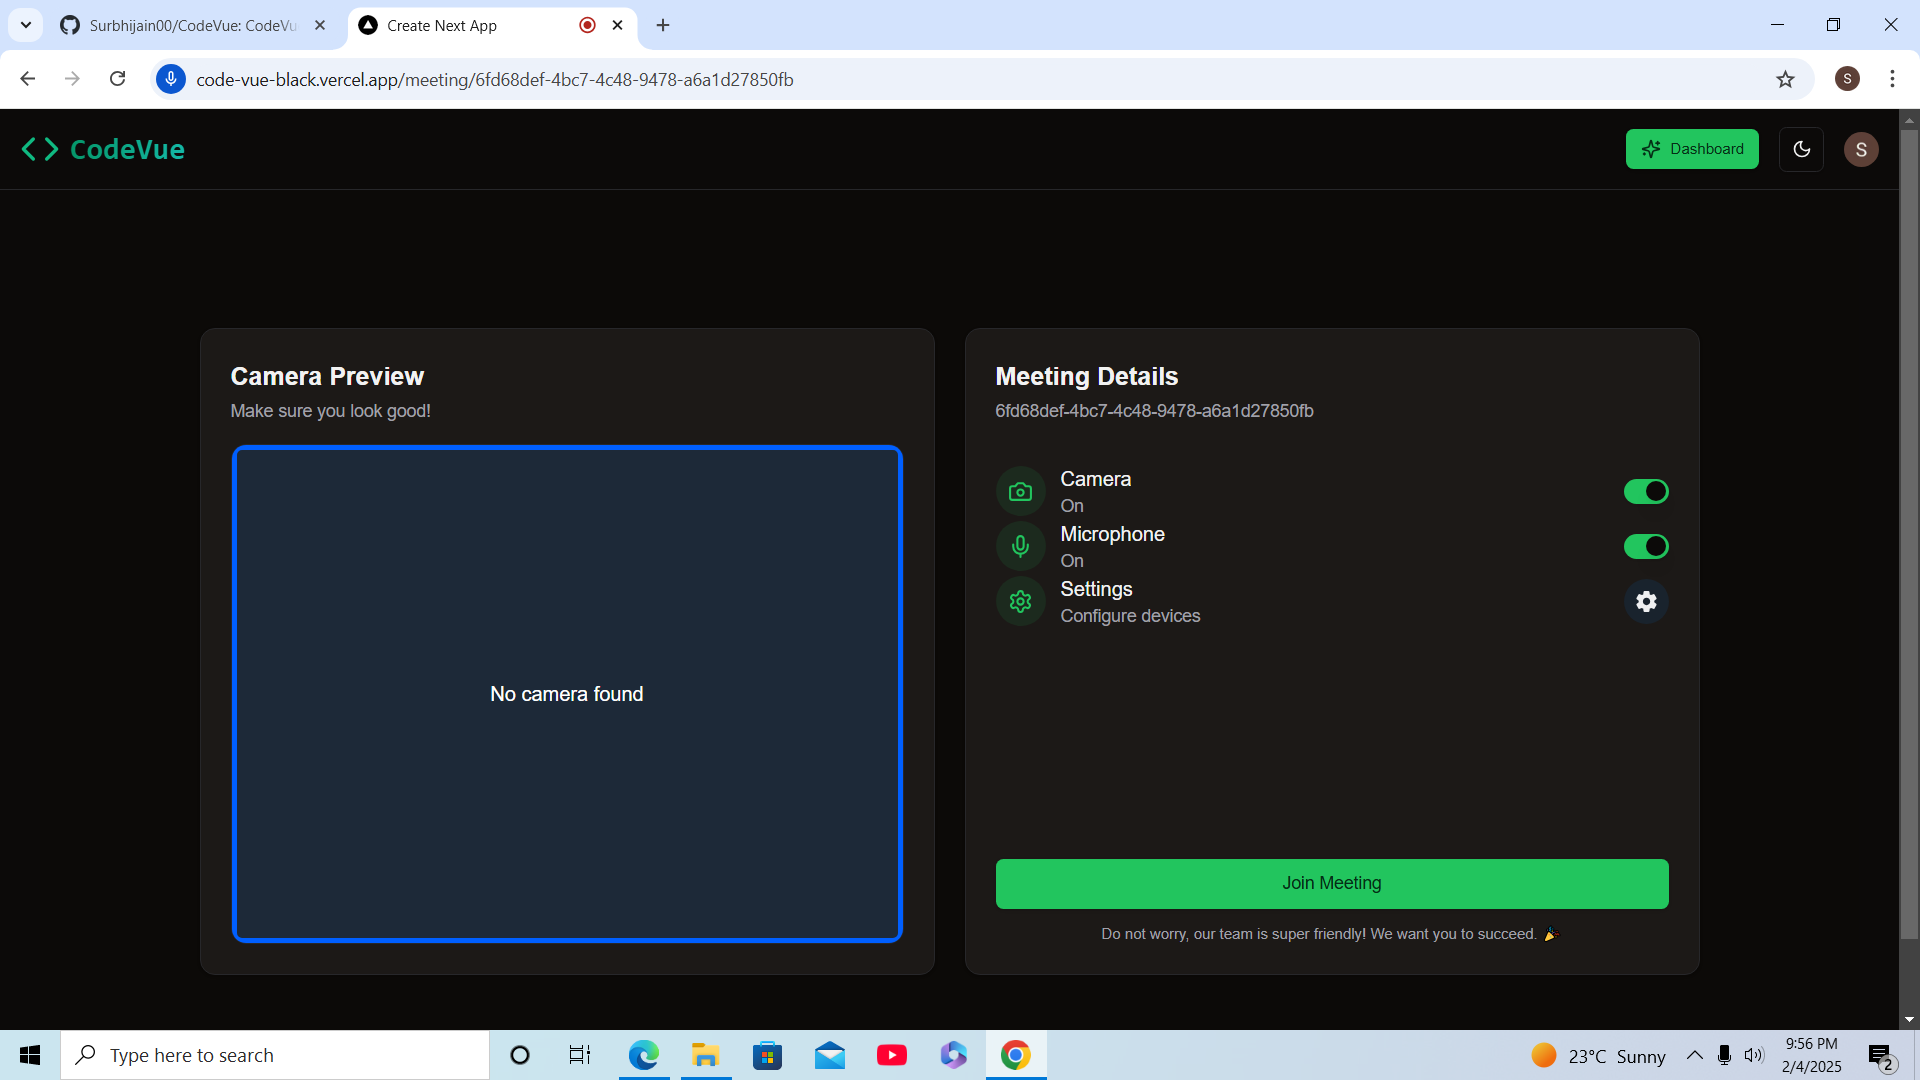 Surbhijain00/CodeVue: CodeVu
Create Next App
code-vue-black.vercel.app/meeting/6fd68def-4bc7-4c48-9478-a6a1d27850fb
S
CodeVue
Dashboard
S
Camera Preview
Make sure you look good!
No camera found
Meeting Details
6fd68def-4bc7-4c48-9478-a6a1d27850fb
Camera
On
Microphone
On
Settings
Configure devices
Join Meeting
Do not worry, our team is super friendly! We want you to succeed. 🎉
Type here to search
23°C Sunny
9:56 PM
2/4/2025
2